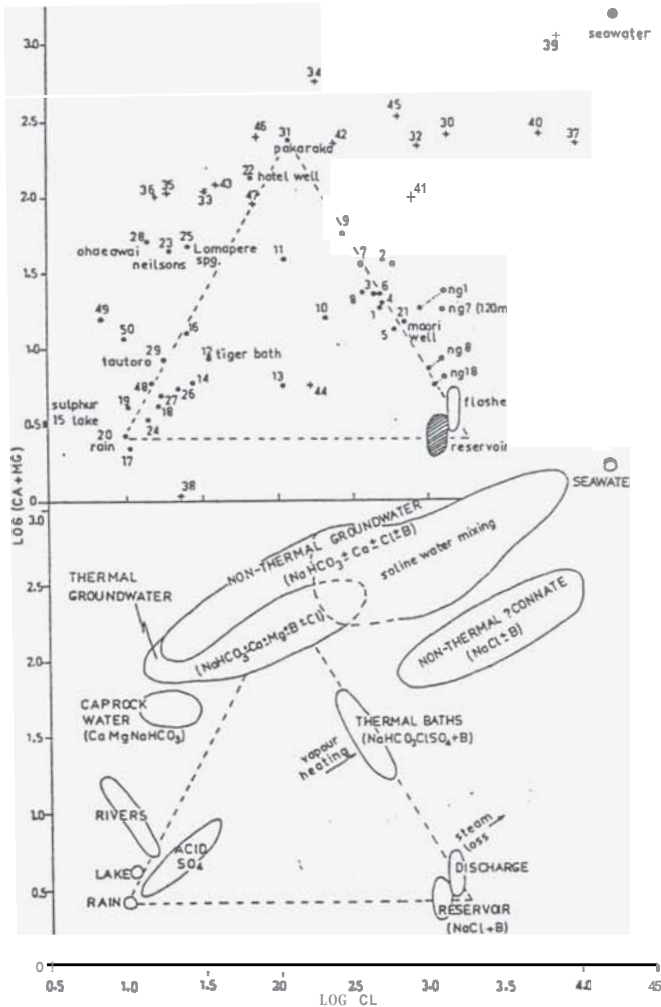 3.0
39
seawater
34
2.5
46
31
pakaraka
42
45
32
30
40
37
36
35
33
43
22
hotel well
47
41
2.0
28
ohaeawai
23
neilsons
25
Lomapere
spg.
11
9
7
2
1.5
3
6
8
4
1
21
5
maori
well
ng1
ng7 (120m
ng8
ng18
49
50
10
16
1.0
29
tautoro
12
tiger bath
48
14
26
27
13
44
sulphur
15 lake
19
18
24
0.5
20
rain
17
flashe
reservoir
38
0
LOG (CA+MG)
SEAWATE
3.0
NON-THERMAL GROUNDWATER
(NaHCO3 ± Ca ± Cl ± B)
saline water mixing
THERMAL
GROUNDWATER
2.5
(NaHCO3±Ca±Mg±B±Cl)
NON-THERMAL ?CONNATE
(NaCl ± B)
2.0
CAPROCK
WATER
(Ca Mg NaHCO3)
THERMAL BATHS
(NaHCO3ClSO4+B)
1.5
vapour
heating
RIVERS
1.0
ACID
SO4
steam
loss
LAKE
DISCHARGE
0.5
RAIN
RESERVOIR
(NaCl+B)
0
0.5
1.0
1.5
2.0
2.5
3.0
3.5
4.0
45
LOG CL